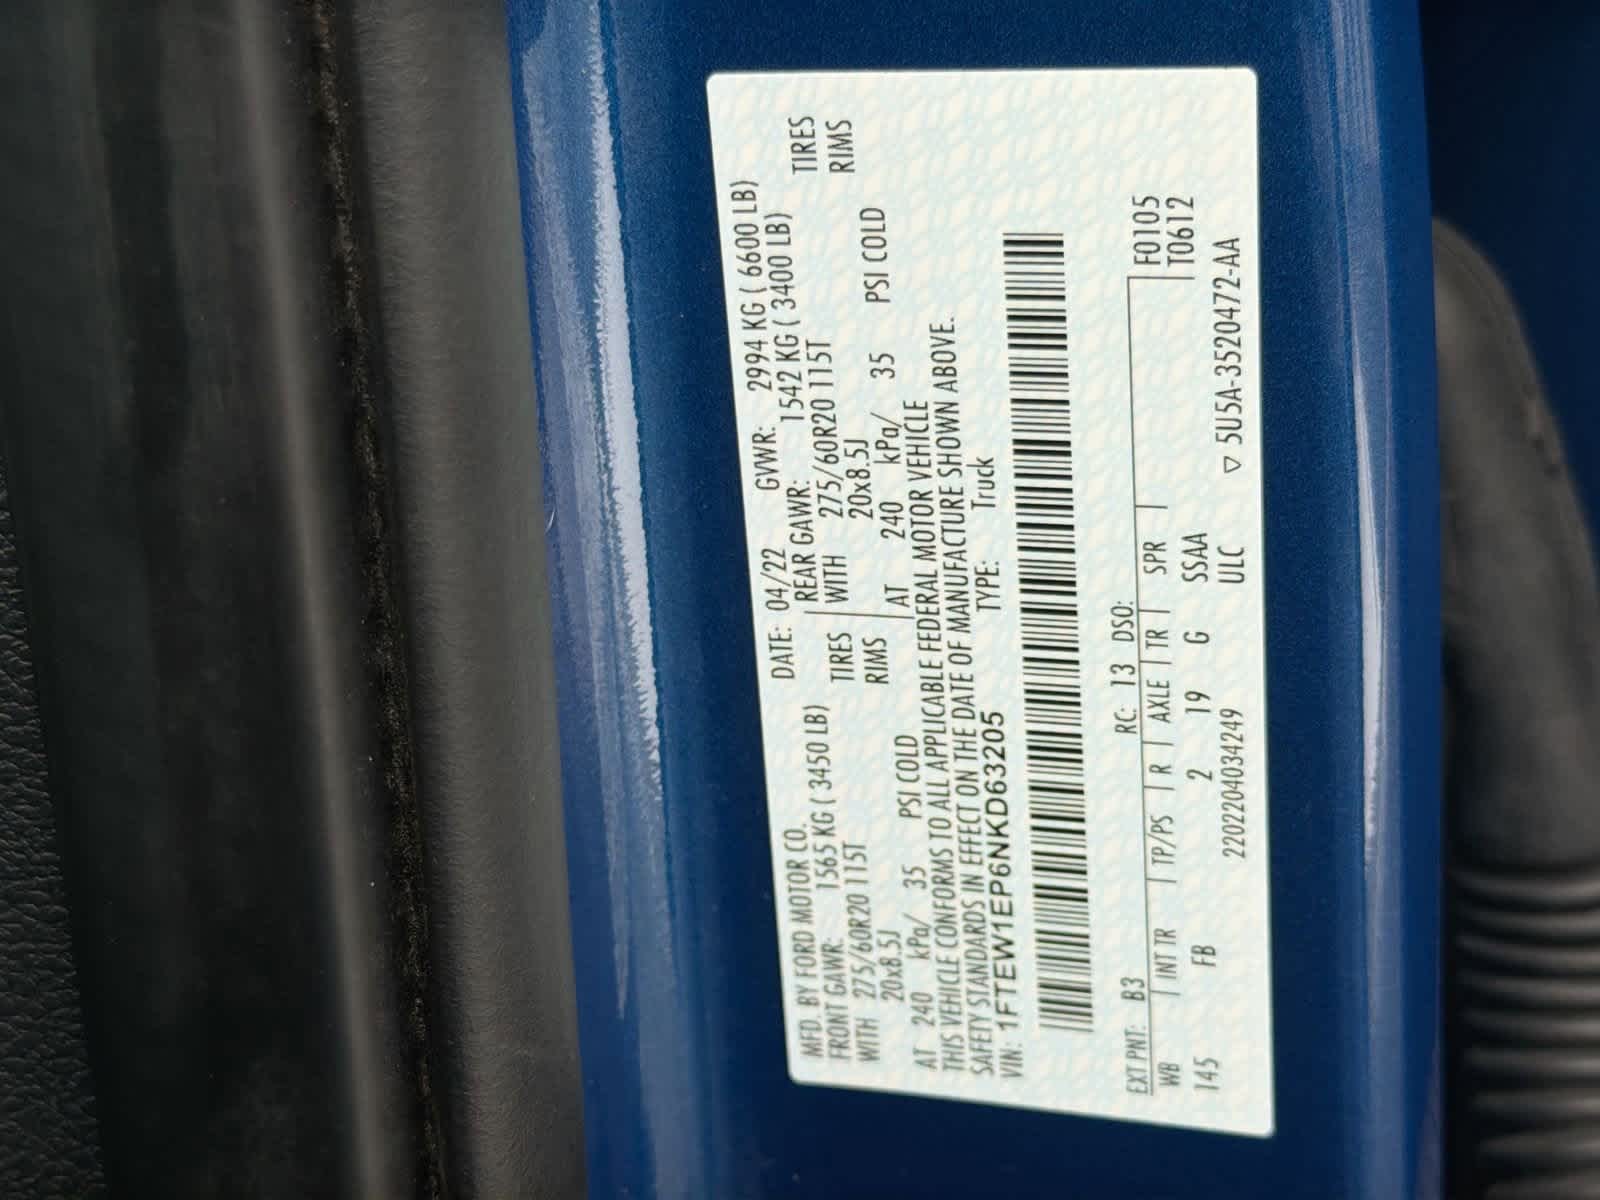 MFD. BY FORD MOTOR CO. DATE: 04/22 GVWR: 2994 KG ( 6600 LB)
FRONT GAWR: 1565 KG ( 3450 LB) REAR GAWR: 1542 KG ( 3400 LB)
WITH 275/60R20 115T TIRES WITH 275/60R20 115T TIRES
20x8.5J RIMS 20x8.5J RIMS
AT 240 kPa/ 35 PSI COLD AT 240 kPa/ 35 PSI COLD
THIS VEHICLE CONFORMS TO ALL APPLICABLE FEDERAL MOTOR VEHICLE
SAFETY STANDARDS IN EFFECT ON THE DATE OF MANUFACTURE SHOWN ABOVE.
VIN: 1FTEW1EP6NKD63205 TYPE: Truck
EXT PNT: B3 RC: 13 DSO: F0105
WB INT TR TP/PS R AXLE TR SPR T0612
145 FB 2 19 G SSAA
2202204034249 ULC ▽ 5U5A-3520472-AA